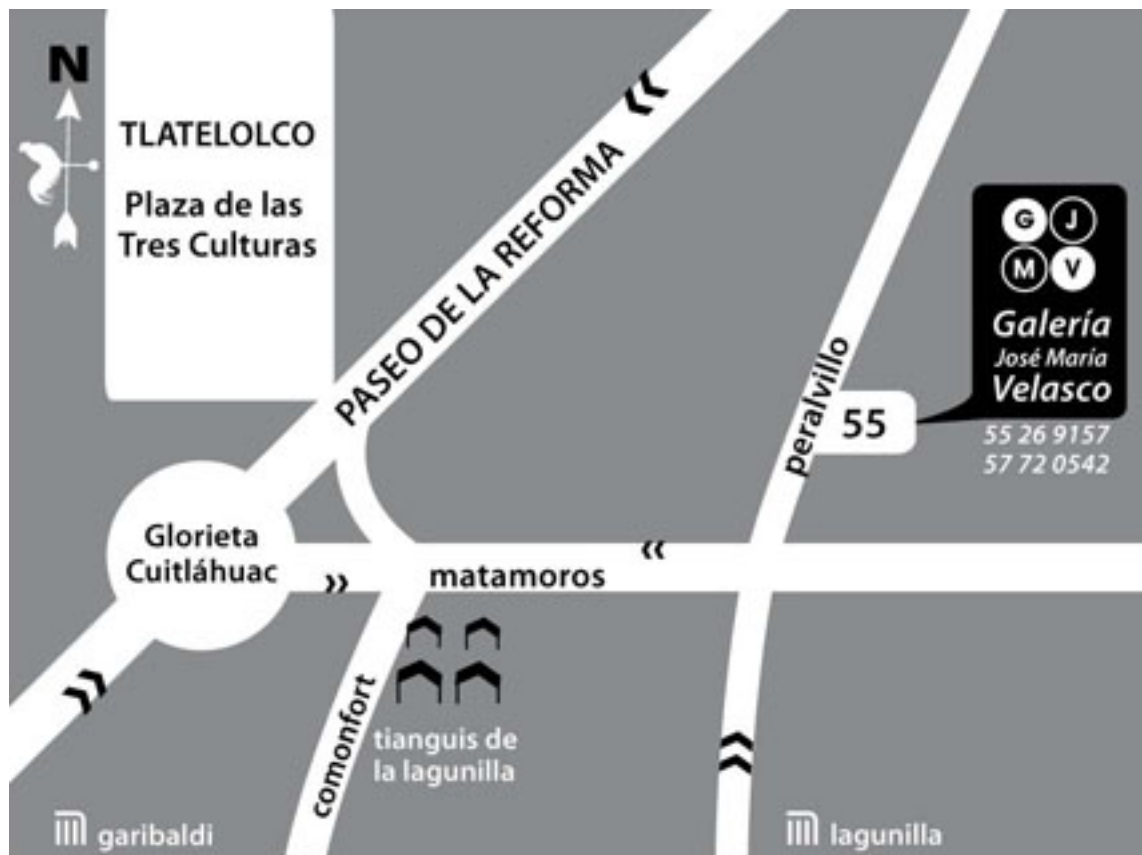 N
TLATELOLCO
Plaza de las
Tres Culturas
PASEO DE LA REFORMA
G J
M V
Galería
José María
Velasco
55 26 9157
57 72 0542
peralvillo
55
Glorieta
Cuitláhuac
matamoros
comonfort
tianguis de
la lagunilla
garibaldi
lagunilla